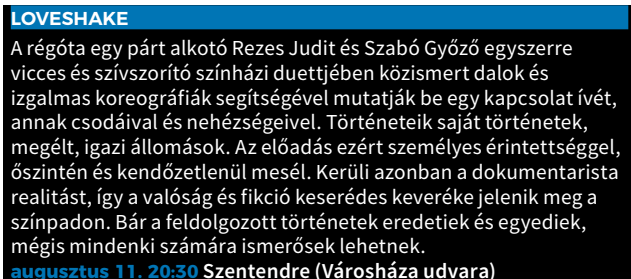 LOVESHAKE
A régóta egy párt alkotó Rezes Judit és Szabó Győző egyszerre
vicces és szívszorító színházi duettjében közismert dalok és
izgalmas koreográfiák segítségével mutatják be egy kapcsolat ívét,
annak csodáival és nehézségeivel. Történeteik saját történetek,
megélt, igazi állomások. Az előadás ezért személyes érintettséggel,
őszintén és kendőzetlenül mesél. Kerüli azonban a dokumentarista
realitást, így a valóság és fikció keserédes keveréke jelenik meg a
színpadon. Bár a feldolgozott történetek eredetiek és egyediek,
mégis mindenki számára ismerősek lehetnek.
augusztus 11. 20:30 Szentendre (Városháza udvara)